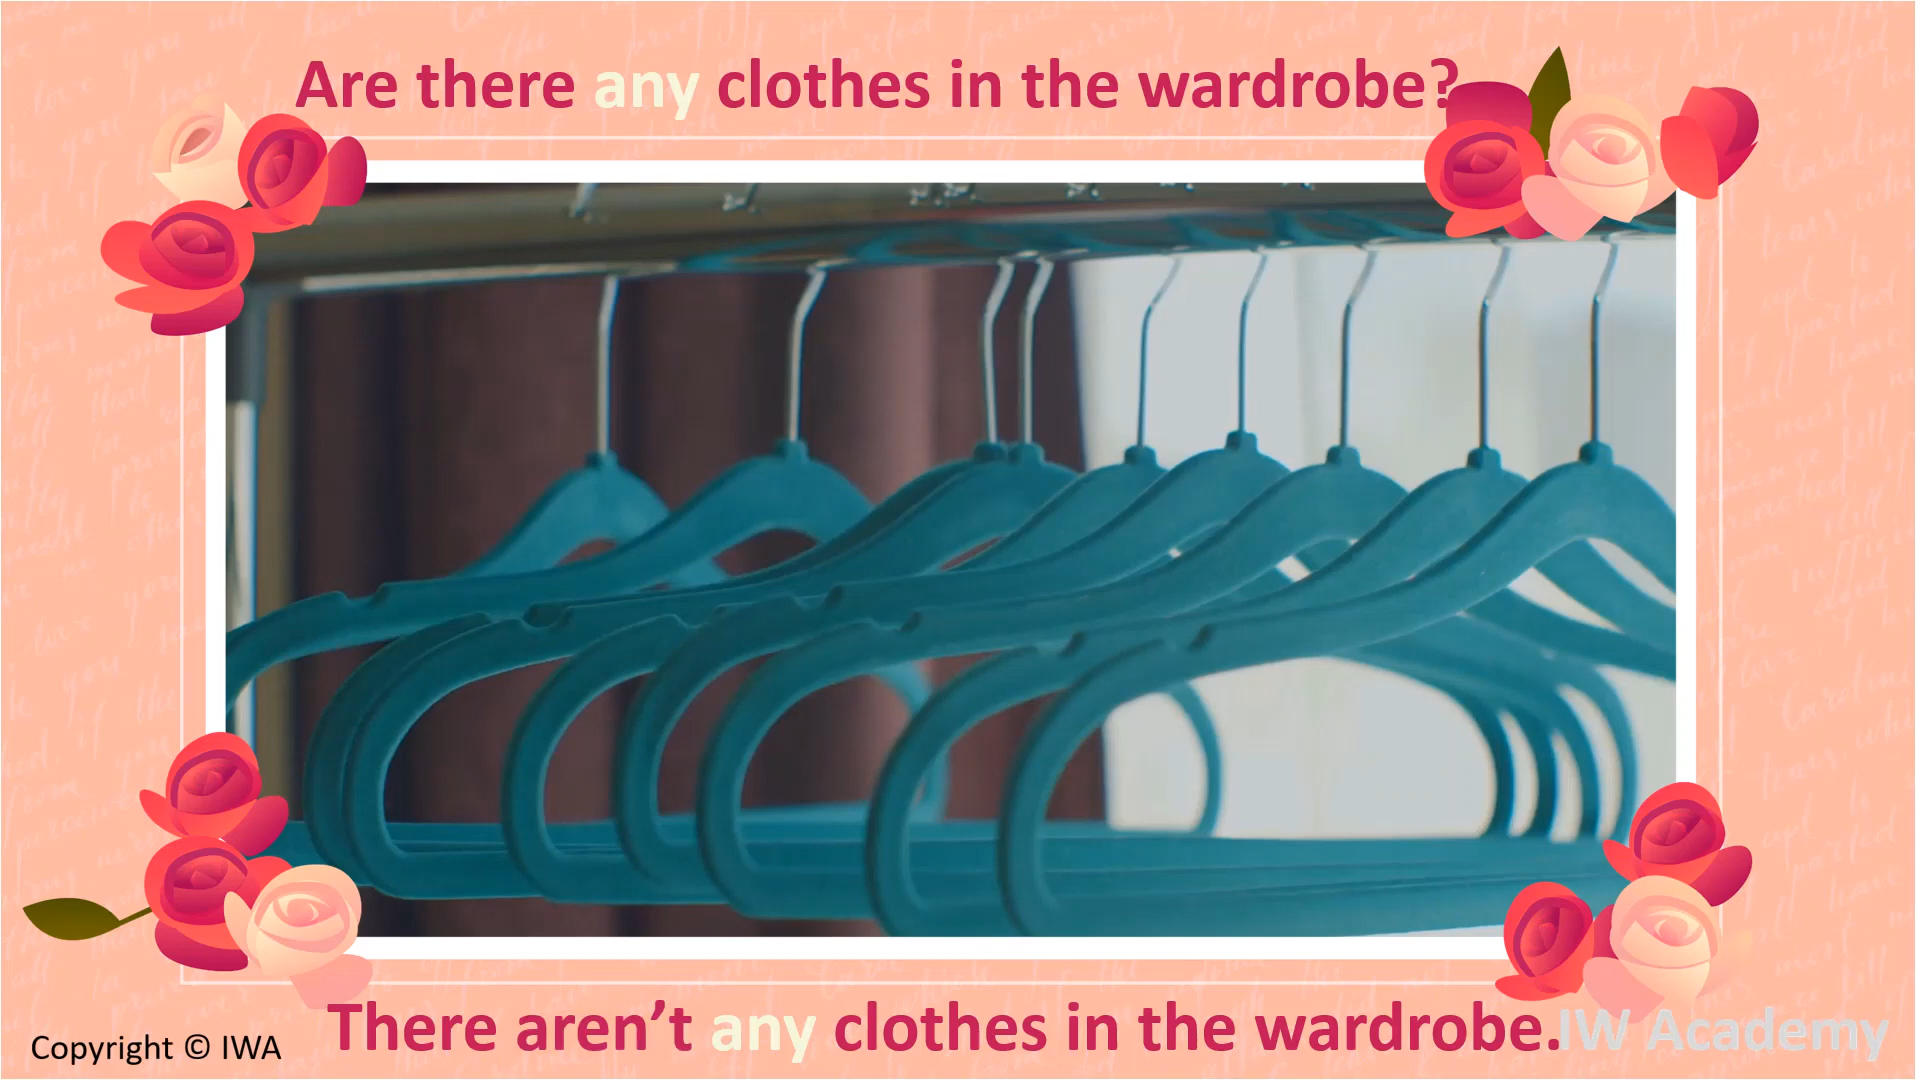 Are there any clothes in the wardrobe?
There aren’t any clothes in the wardrobe.
IW Academy
Copyright © IWA